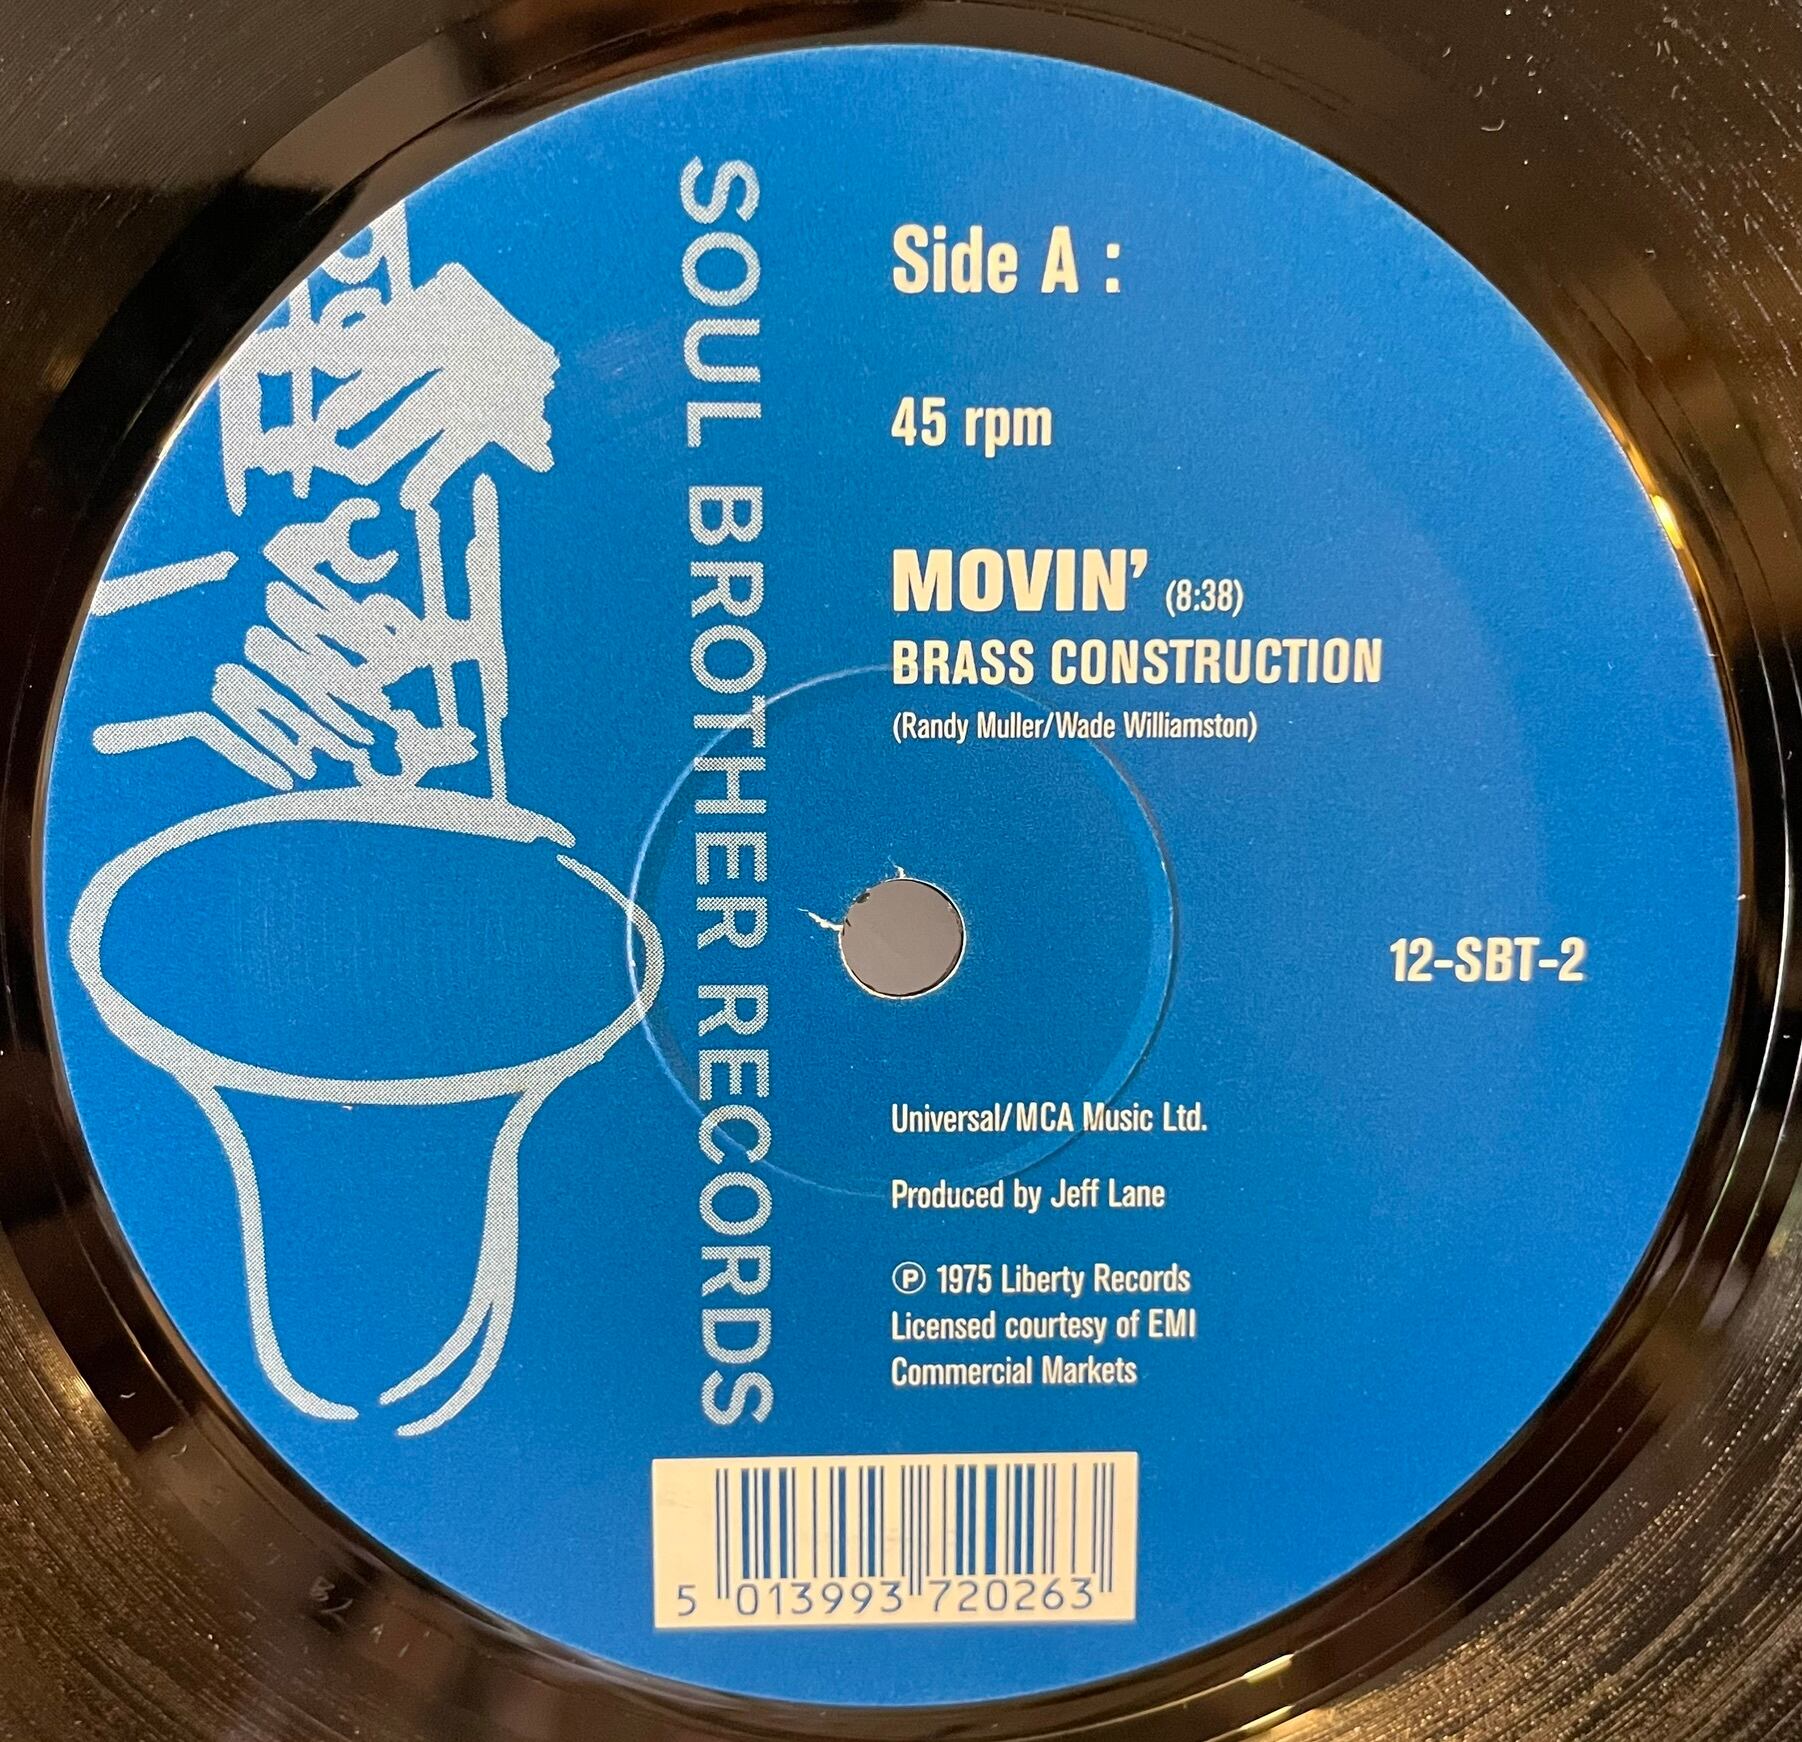 SOUL BROTHER RECORDS
Side A :
45 rpm
MOVIN’ (8:38)
BRASS CONSTRUCTION
(Randy Muller/Wade Williamston)
12-SBT-2
Universal/MCA Music Ltd.
Produced by Jeff Lane
℗ 1975 Liberty Records
Licensed courtesy of EMI
Commercial Markets
5 013993 720263